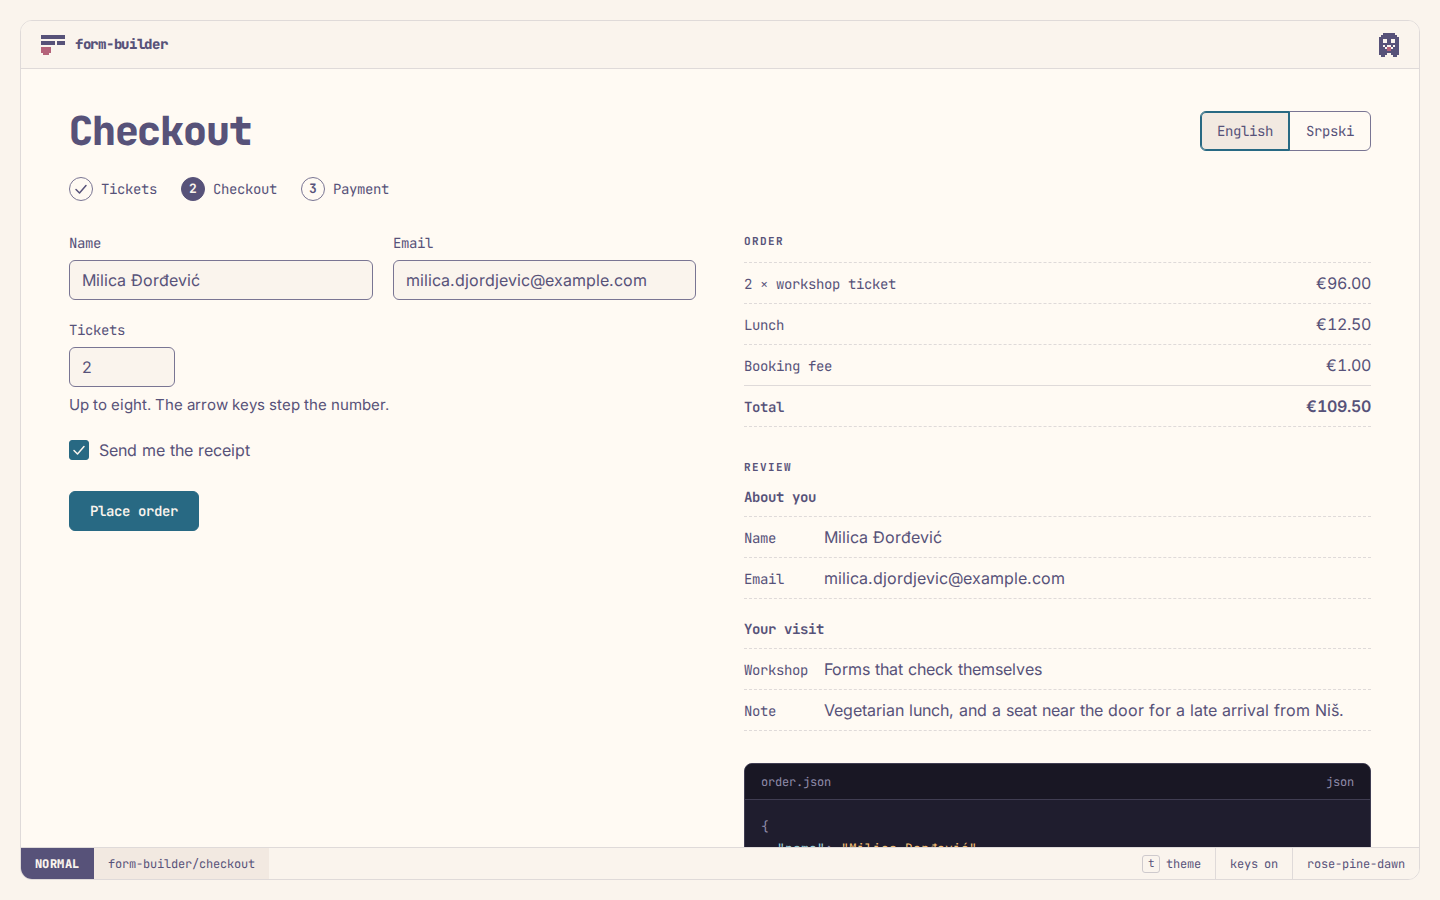 form-builder
Checkout
English Srpski
Tickets 2 Checkout 3 Payment
Name Email
Milica Đorđević milica.djordjevic@example.com
Tickets
2
Up to eight. The arrow keys step the number.
Send me the receipt
Place order
ORDER
2 × workshop ticket €96.00
Lunch €12.50
Booking fee €1.00
Total €109.50
REVIEW
About you
Name Milica Đorđević
Email milica.djordjevic@example.com
Your visit
Workshop Forms that check themselves
Note Vegetarian lunch, and a seat near the door for a late arrival from Niš.
order.json json
{
"name": "Milica Đorđević"
NORMAL form-builder/checkout t theme keys on rose-pine-dawn